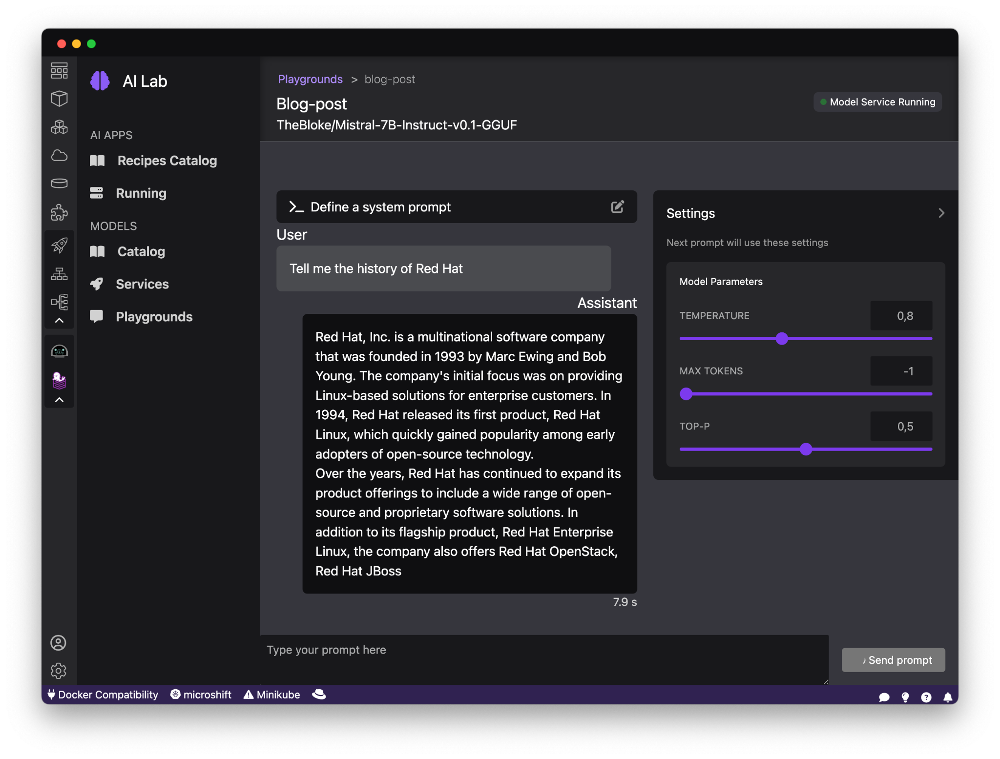 AI Lab
AI APPS
Recipes Catalog
Running
MODELS
Catalog
Services
Playgrounds
Playgrounds > blog-post
Blog-post
TheBloke/Mistral-7B-Instruct-v0.1-GGUF
Model Service Running
Define a system prompt
User
Tell me the history of Red Hat
Assistant
Red Hat, Inc. is a multinational software company
that was founded in 1993 by Marc Ewing and Bob
Young. The company's initial focus was on providing
Linux-based solutions for enterprise customers. In
1994, Red Hat released its first product, Red Hat
Linux, which quickly gained popularity among early
adopters of open-source technology.
Over the years, Red Hat has continued to expand its
product offerings to include a wide range of open-
source and proprietary software solutions. In
addition to its flagship product, Red Hat Enterprise
Linux, the company also offers Red Hat OpenStack,
Red Hat JBoss
7.9 s
Settings
Next prompt will use these settings
Model Parameters
TEMPERATURE
0,8
MAX TOKENS
-1
TOP-P
0,5
Type your prompt here
Send prompt
Docker Compatibility
microshift
Minikube